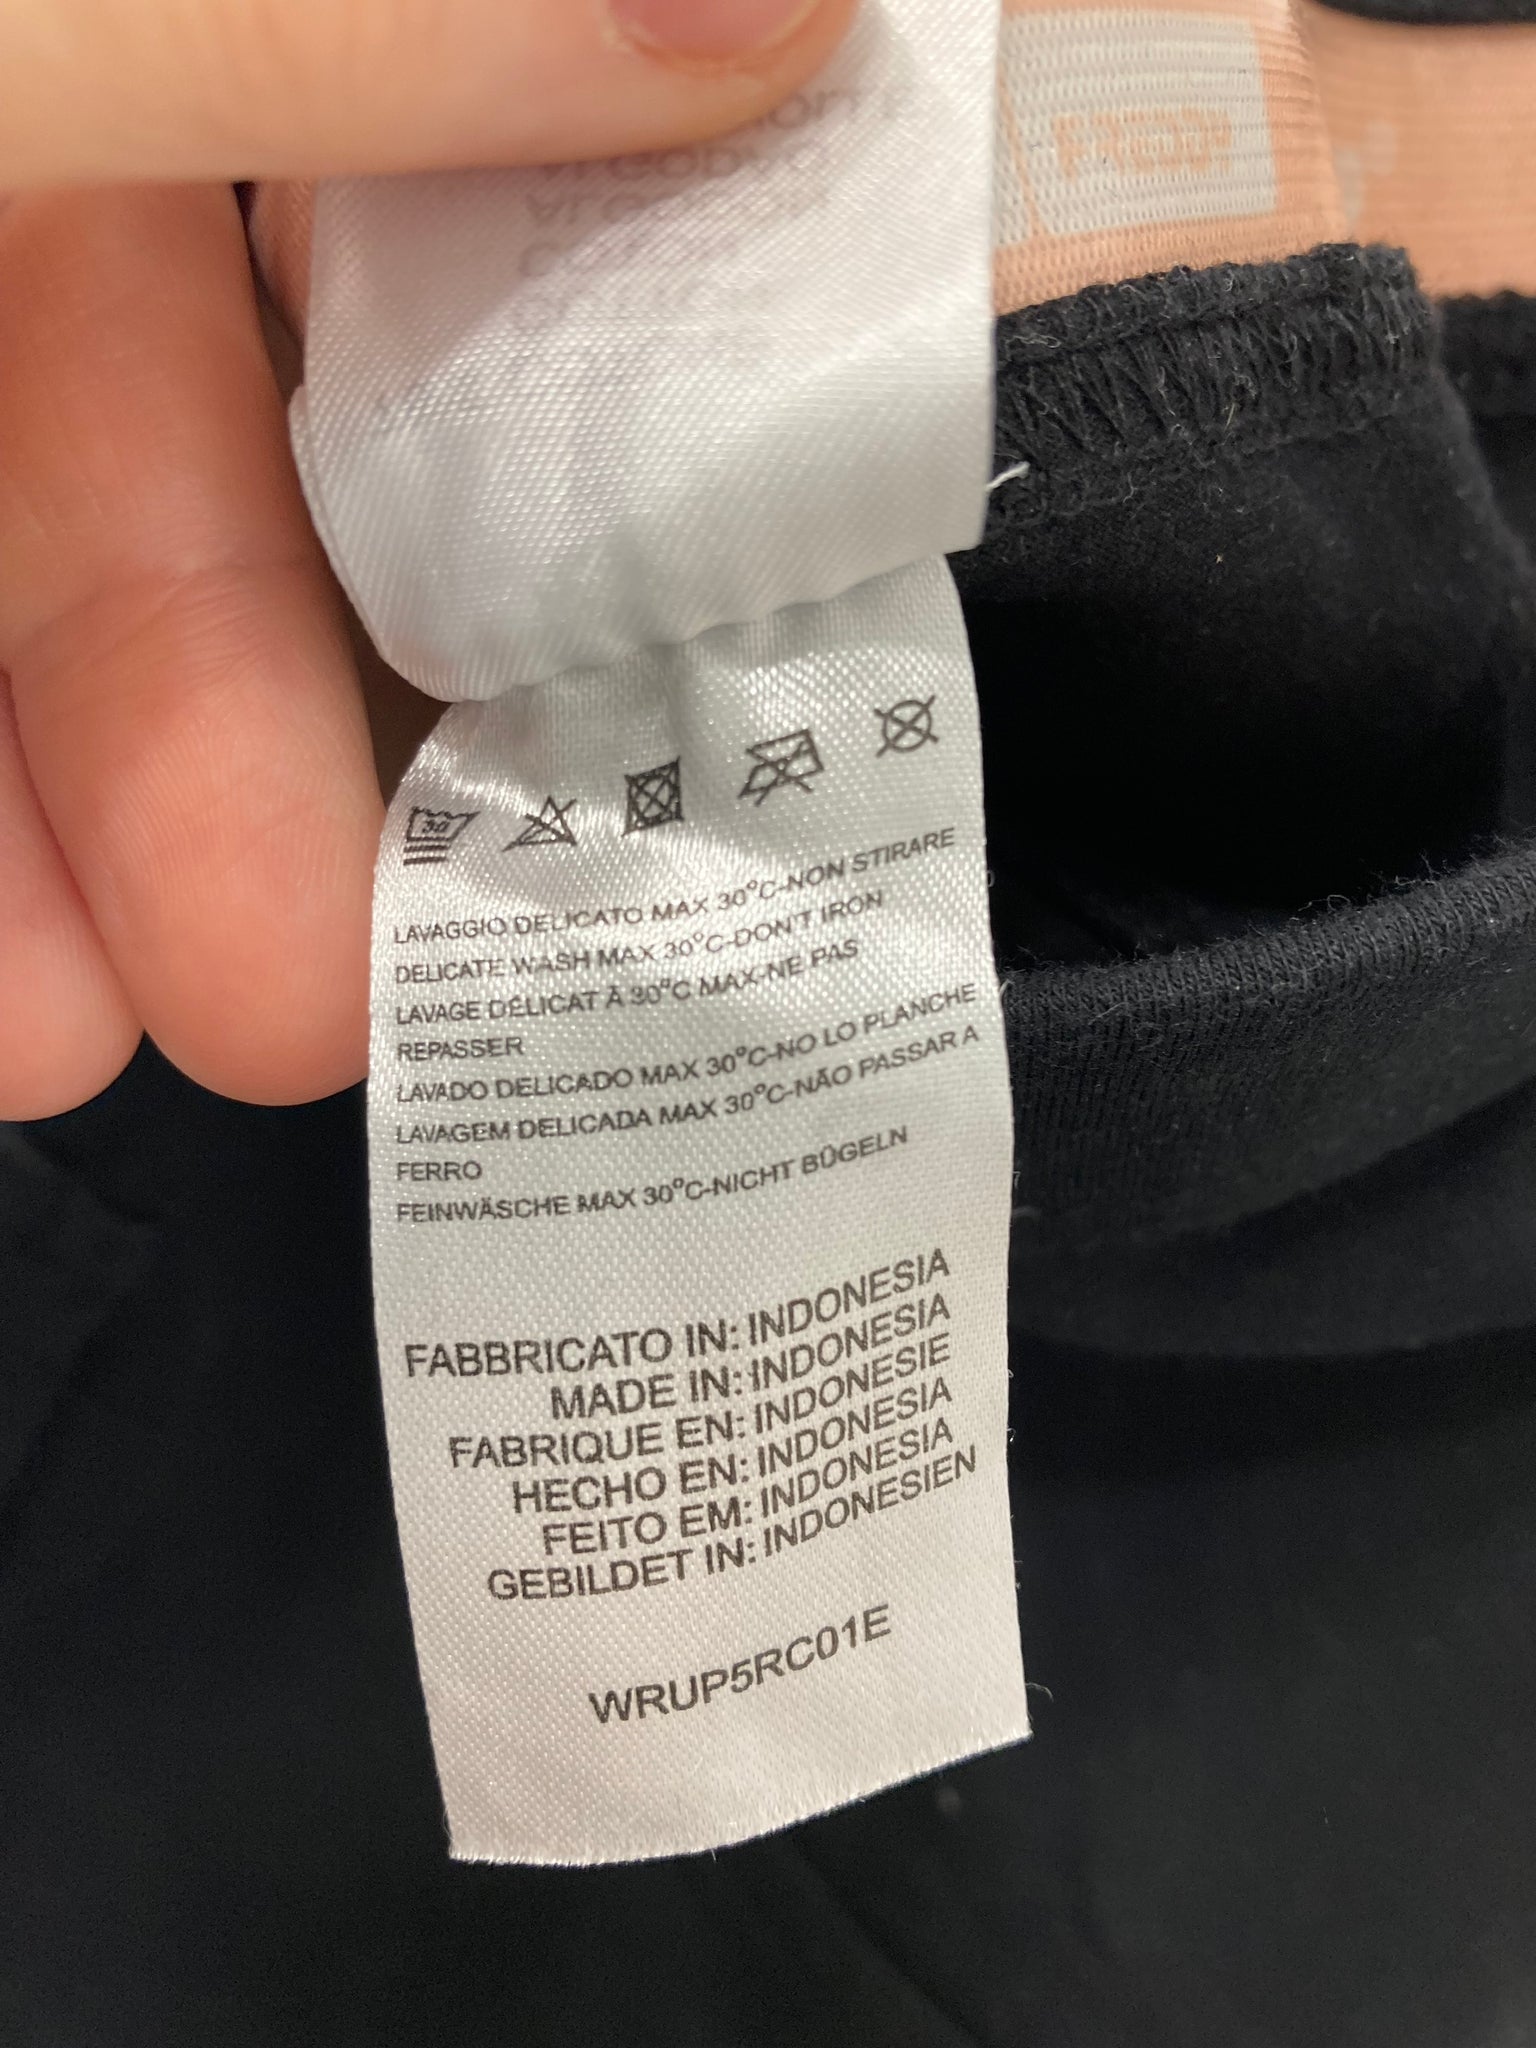 30
LAVAGGIO DELICATO MAX 30°C-NON STIRARE
DELICATE WASH MAX 30°C-DON'T IRON
LAVAGE DÉLICAT À 30°C MAX-NE PAS
REPASSER
LAVADO DELICADO MAX 30°C-NO LO PLANCHE
LAVAGEM DELICADA MAX 30°C-NÃO PASSAR A
FERRO
FEINWÄSCHE MAX 30°C-NICHT BÜGELN
FABBRICATO IN: INDONESIA
MADE IN: INDONESIA
FABRIQUE EN: INDONESIE
HECHO EN: INDONESIA
FEITO EM: INDONESIA
GEBILDET IN: INDONESIEN
WRUP5RC01E